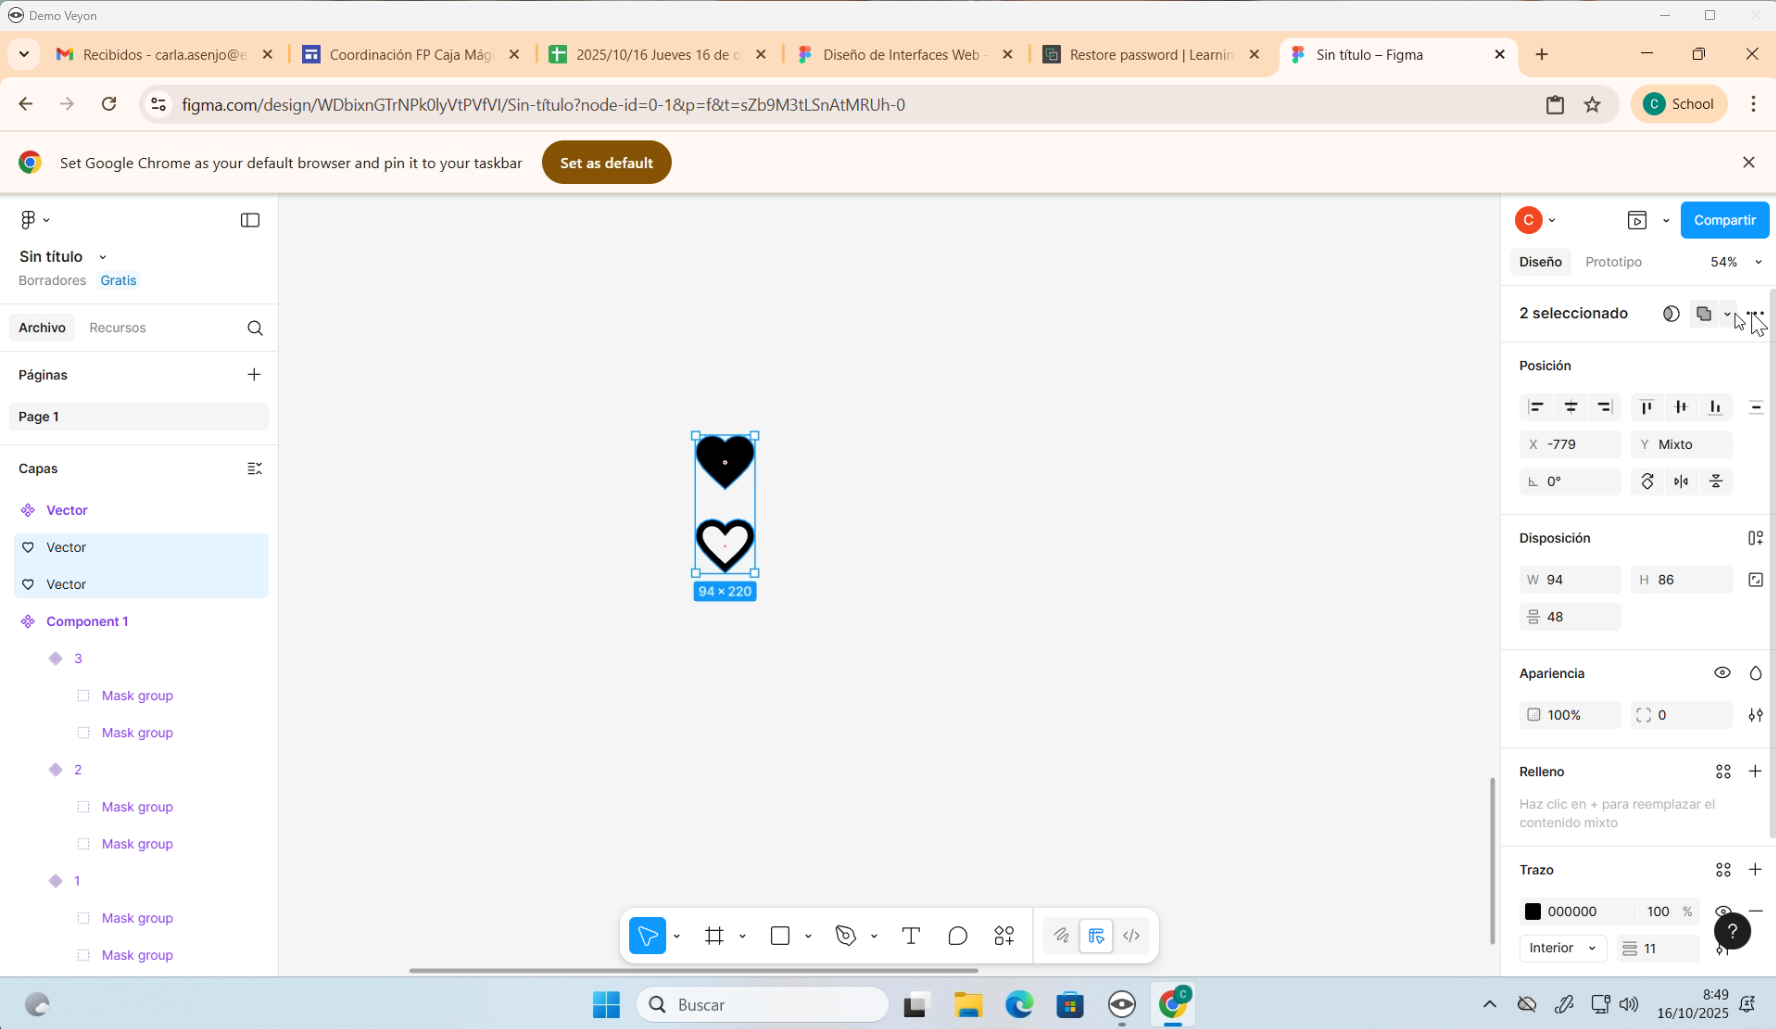 Demo Veyon
Recibidos - carla.asenjo@e
Coordinación FP Caja Mág
2025/10/16 Jueves 16 de o
Diseño de Interfaces Web -
Restore password | Learnin
Sin título – Figma
figma.com/design/WDbixnGTrNPk0lyVtPVfVI/Sin-título?node-id=0-1&p=f&t=sZb9M3tLSnAtMRUh-0
C School
Set Google Chrome as your default browser and pin it to your taskbar
Set as default
Sin título
Borradores Gratis
Archivo Recursos
Páginas
Page 1
Capas
Vector
Vector
Vector
Component 1
3
Mask group
Mask group
2
Mask group
Mask group
1
Mask group
Mask group
94 × 220
C
Compartir
Diseño Prototipo 54%
2 seleccionado
Posición
X -779 Y Mixto
0°
Disposición
W 94 H 86
48
Apariencia
100% 0
Relleno
Haz clic en + para reemplazar el
contenido mixto
Trazo
000000 100 %
Interior 11
?
Buscar
C
8:49
16/10/2025